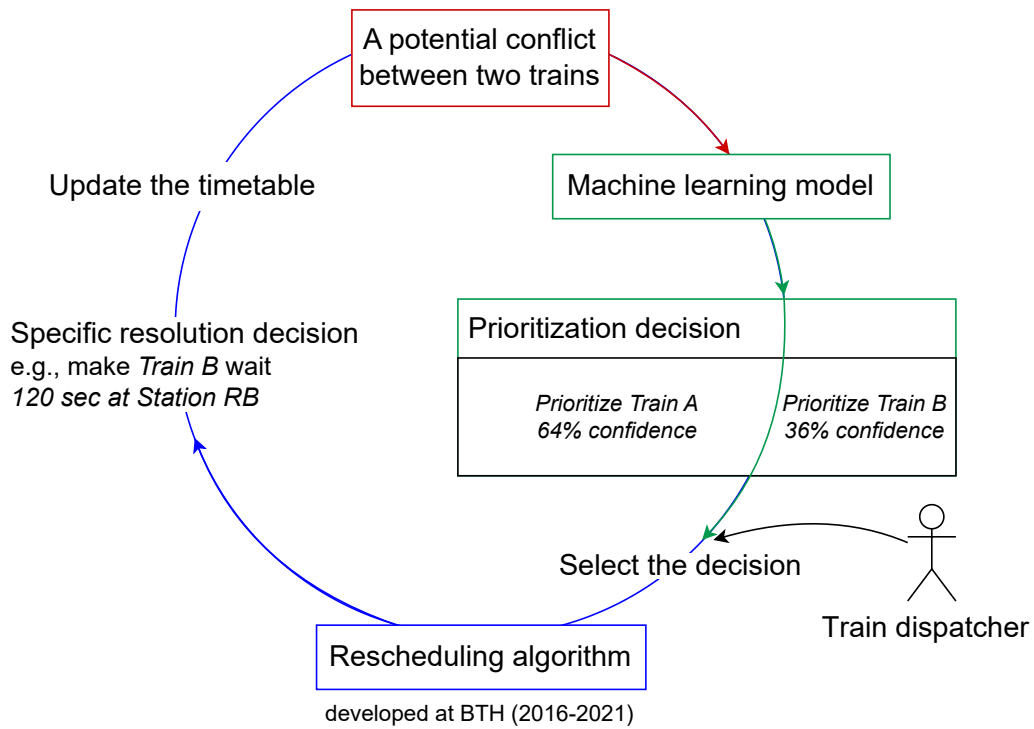 A potential conflict
between two trains
Machine learning model
Update the timetable
Prioritization decision
Specific resolution decision
e.g., make Train B wait
120 sec at Station RB
Prioritize Train A
64% confidence
Prioritize Train B
36% confidence
Select the decision
Train dispatcher
Rescheduling algorithm
developed at BTH (2016-2021)